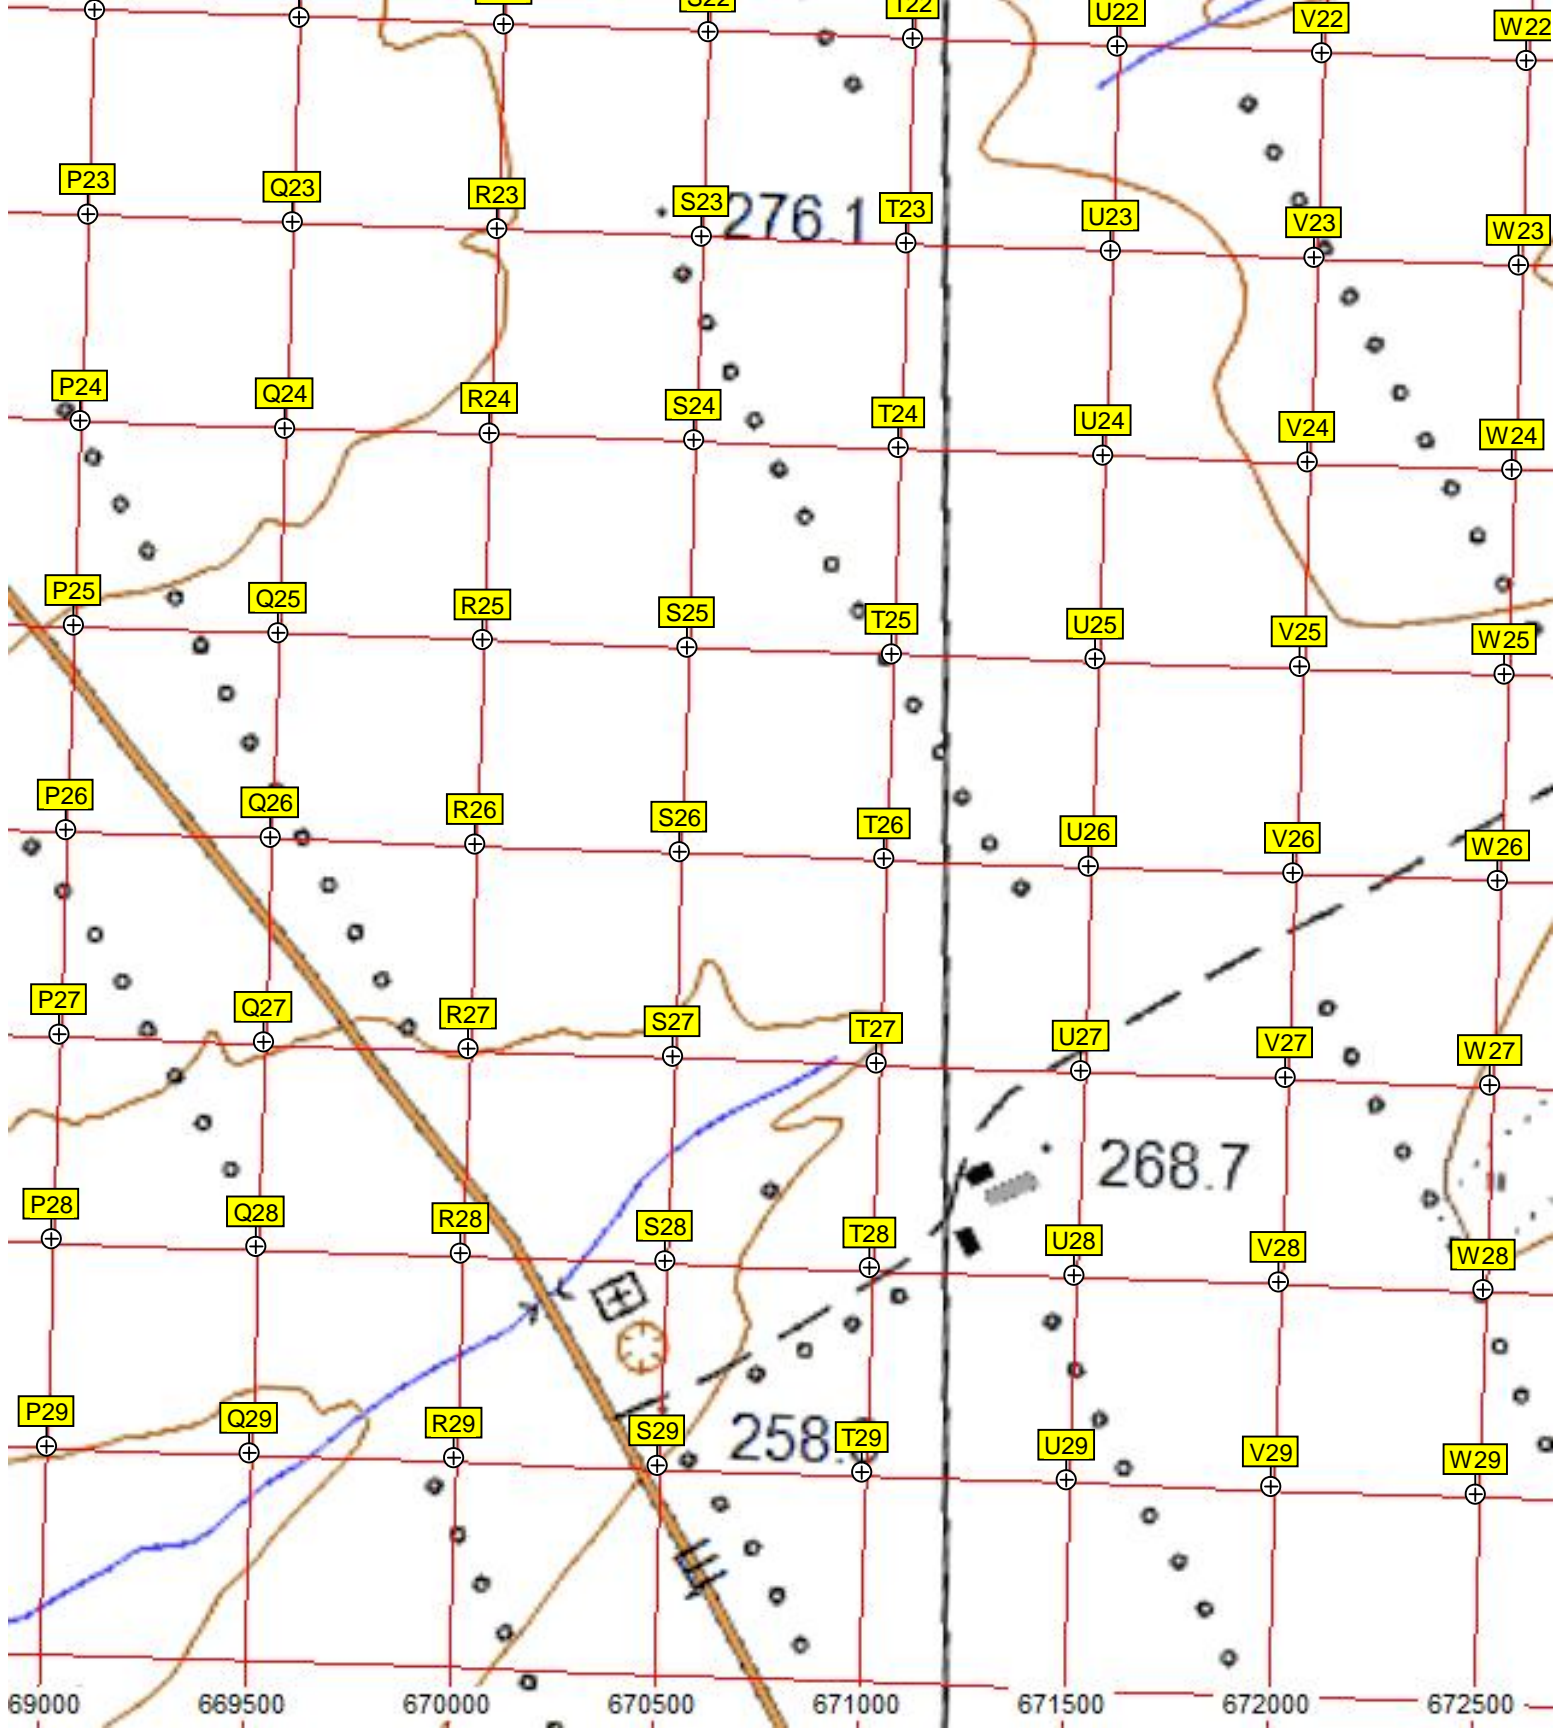 S22 T22 U22 V22 W22
P23 Q23 R23 S23 276.1 T23 U23 V23 W23
P24 Q24 R24 S24 T24 U24 V24 W24
P25 Q25 R25 S25 T25 U25 V25 W25
P26 Q26 R26 S26 T26 U26 V26 W26
P27 Q27 R27 S27 T27 U27 V27 W27
268.7
P28 Q28 R28 S28 T28 U28 V28 W28
P29 Q29 R29 S29 258. T29 U29 V29 W29
69000 669500 670000 670500 671000 671500 672000 672500